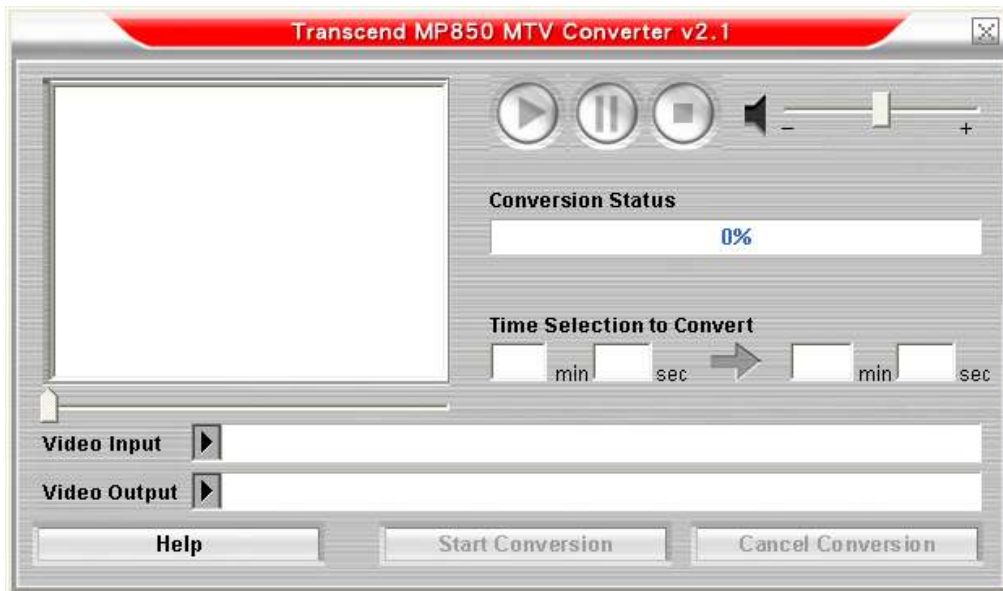 Transcend MP850 MTV Converter v2.1
- +
Conversion Status
0%
Time Selection to Convert
min sec min sec
Video Input
Video Output
Help Start Conversion Cancel Conversion